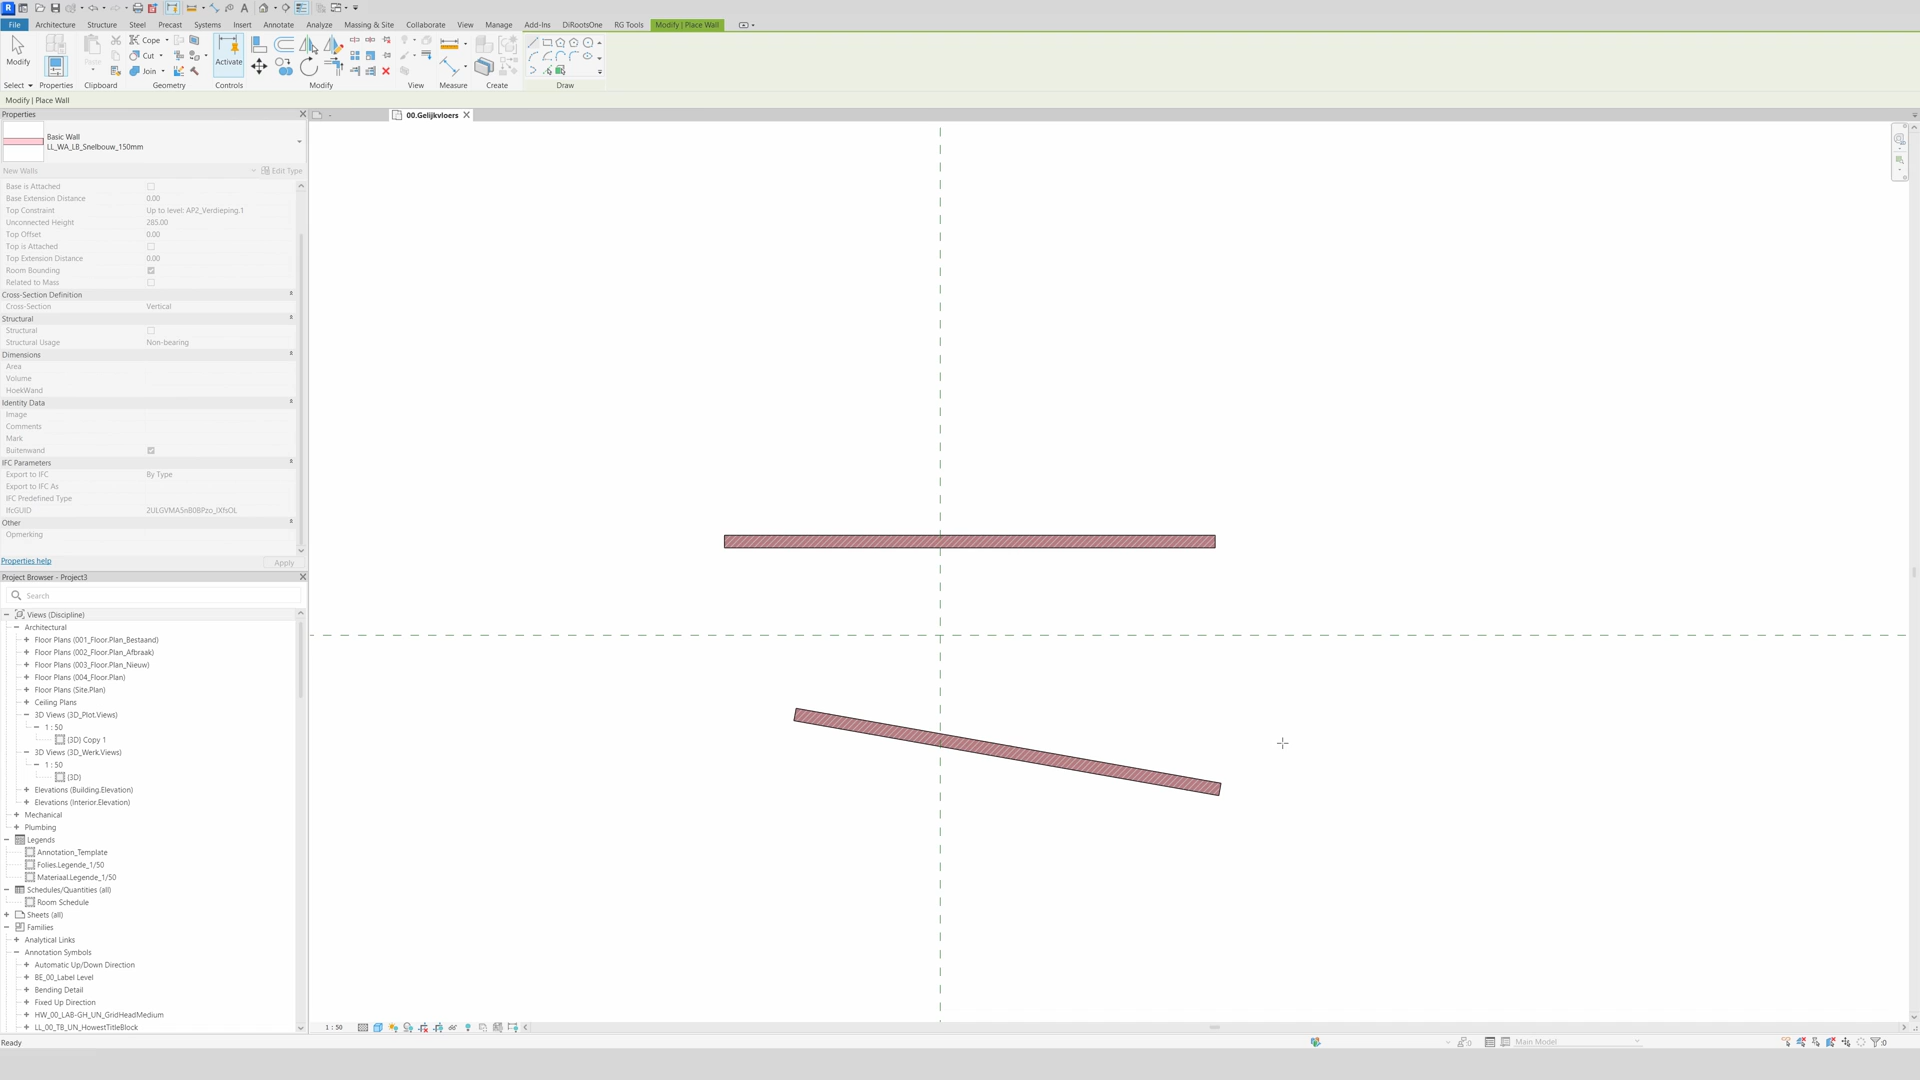 File Architecture Structure Steel Precast Systems Insert Annotate Analyze Massing & Site Collaborate View Manage Add-Ins DiRootsOne RG Tools Modify | Place Wall
Modify
Cope
Cut
Join
Activate
Select Properties Clipboard Geometry Controls Modify View Measure Create Draw
Modify | Place Wall
Properties
00.Gelijkvloers
Basic Wall
LL_WA_LB_Snelbouw_150mm
New Walls Edit Type
Base is Attached
Base Extension Distance 0.00
Top Constraint Up to level: AP2_Verdieping.1
Unconnected Height 285.00
Top Offset 0.00
Top is Attached
Top Extension Distance 0.00
Room Bounding
Related to Mass
Cross-Section Definition
Cross-Section Vertical
Structural
Structural
Structural Usage Non-bearing
Dimensions
Area
Volume
HoekWand
Identity Data
Image
Comments
Mark
Buitenwand
IFC Parameters
Export to IFC By Type
Export to IFC As
IFC Predefined Type
IfcGUID
Other
Opmerking
Properties help Apply
Project Browser - Project3
Search
Views (Discipline)
Architectural
Floor Plans (001_Floor.Plan_Bestaand)
Floor Plans (002_Floor.Plan_Afbraak)
Floor Plans (003_Floor.Plan_Nieuw)
Floor Plans (004_Floor.Plan)
Floor Plans (Site.Plan)
Ceiling Plans
3D Views (3D_Plot.Views)
1 : 50
(3D) Copy 1
3D Views (3D_Werk.Views)
1 : 50
(3D)
Elevations (Building.Elevation)
Elevations (Interior.Elevation)
Mechanical
Plumbing
Legends
Annotation_Template
Folies.Legende_1/50
Materiaal.Legende_1/50
Schedules/Quantities (all)
Room Schedule
Sheets (all)
Families
Analytical Links
Annotation Symbols
Automatic Up/Down Direction
BE_00_Label Level
Bending Detail
Fixed Up Direction
HW_00_LAB-GH_UN_GridHeadMedium
LL_00_TB_UN_HowestTitleBlock
1 : 50
Ready :0 Main Model :0